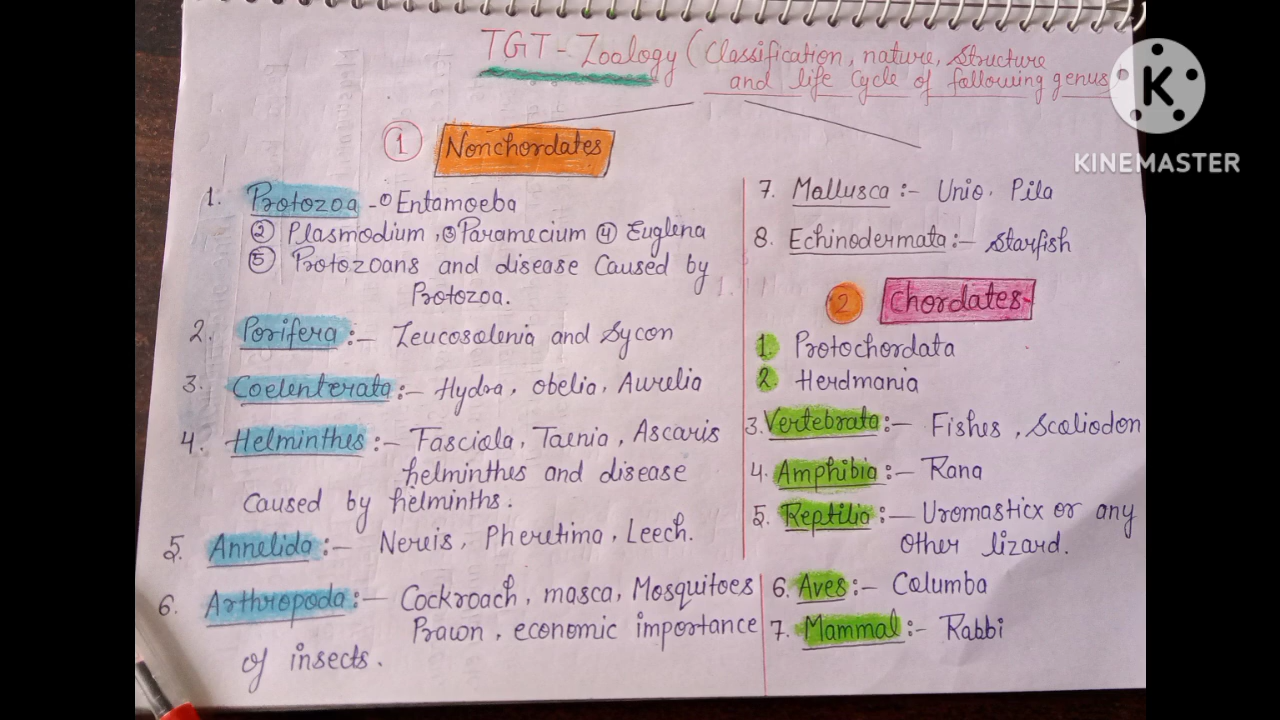 TGT-Zoology (Classification, nature, Structure
and life Cycle of following genus)
KINEMASTER
① Nonchordates
1. Protozoa - ① Entamoeba
② Plasmodium, ③ Paramecium ④ Euglena
⑤ Protozoans and disease Caused by
Protozoa.
2. Porifera :- Leucosolenia and Sycon
3. Coelenterata :- Hydra, obelia, Aurelia
4. Helminthes :- Fasciola, Taenia, Ascaris
helminthes and disease
Caused by helminths.
5. Annelida :- Nereis, Pheretima, Leech.
6. Arthropoda :- Cockroach, masca, Mosquitoes
Prawn, economic importance
of insects.
7. Mallusca :- Unio. Pila
8. Echinodermata :- Starfish
② Chordates
1. Protochordata
2. Herdmania
3. Vertebrata :- Fishes, Scoliodon
4. Amphibia :- Rana
5. Reptilia :- Uromasticx or any
other lizard.
6. Aves :- Columba
7. Mammal :- Rabbi